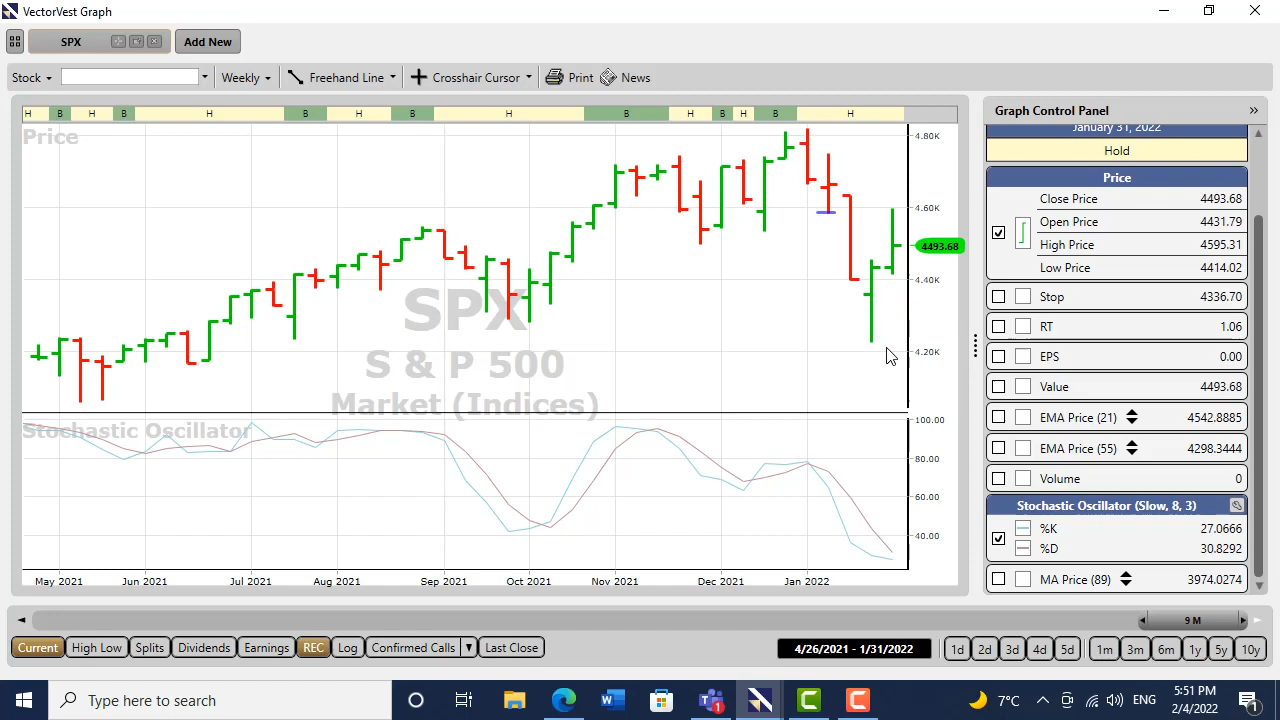 VectorVest Graph
SPX Add New
Stock Weekly Freehand Line Crosshair Cursor Print News
H B H B H B H B H B H B H B H
Price
4.80K
4.60K
4493.68
4.40K
4.20K
SPX
S & P 500
Market (Indices)
Stochastic Oscillator
100.00
80.00
60.00
40.00
May 2021 Jun 2021 Jul 2021 Aug 2021 Sep 2021 Oct 2021 Nov 2021 Dec 2021 Jan 2022
Graph Control Panel »
January 31, 2022
Hold
Price
Close Price 4493.68
Open Price 4431.79
High Price 4595.31
Low Price 4414.02
Stop 4336.70
RT 1.06
EPS 0.00
Value 4493.68
EMA Price (21) 4542.8885
EMA Price (55) 4298.3444
Volume 0
Stochastic Oscillator (Slow, 8, 3)
%K 27.0666
%D 30.8292
MA Price (89) 3974.0274
9 M
Current High Low Splits Dividends Earnings REC Log Confirmed Calls Last Close 4/26/2021 - 1/31/2022 1d 2d 3d 4d 5d 1m 3m 6m 1y 5y 10y
Type here to search 1 7°C ENG 5:51 PM 2/4/2022 1